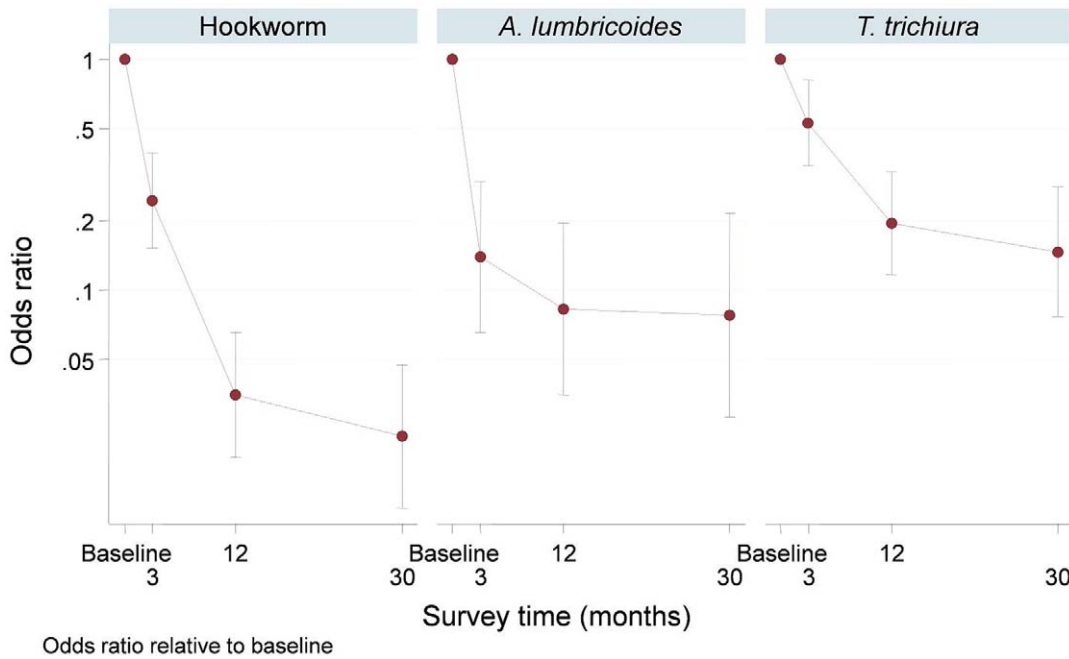 Hookworm
A. lumbricoides
T. trichiura
Odds ratio
1
.5
.2
.1
.05
Baseline 12 Baseline 12 Baseline 12
3 30 3 30 3 30
Survey time (months)
Odds ratio relative to baseline